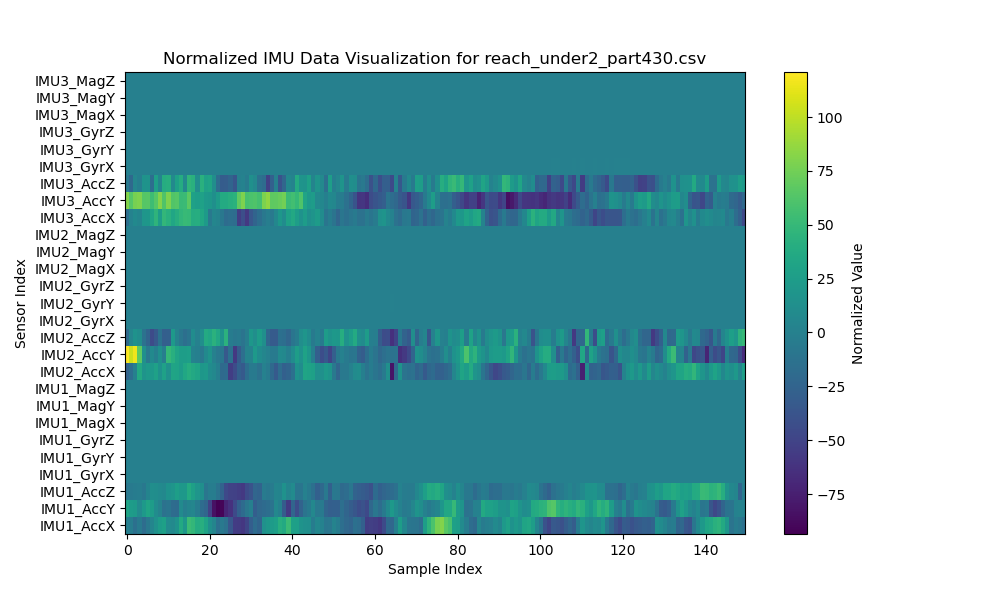 Normalized IMU Data Visualization for reach_under2_part430.csv
IMU3_MagZ
IMU3_MagY
IMU3_MagX
IMU3_GyrZ
IMU3_GyrY
IMU3_GyrX
IMU3_AccZ
IMU3_AccY
IMU3_AccX
IMU2_MagZ
IMU2_MagY
IMU2_MagX
IMU2_GyrZ
IMU2_GyrY
IMU2_GyrX
IMU2_AccZ
IMU2_AccY
IMU2_AccX
IMU1_MagZ
IMU1_MagY
IMU1_MagX
IMU1_GyrZ
IMU1_GyrY
IMU1_GyrX
IMU1_AccZ
IMU1_AccY
IMU1_AccX
Sensor Index
0 20 40 60 80 100 120 140
Sample Index
100
75
50
25
0
−25
−50
−75
Normalized Value